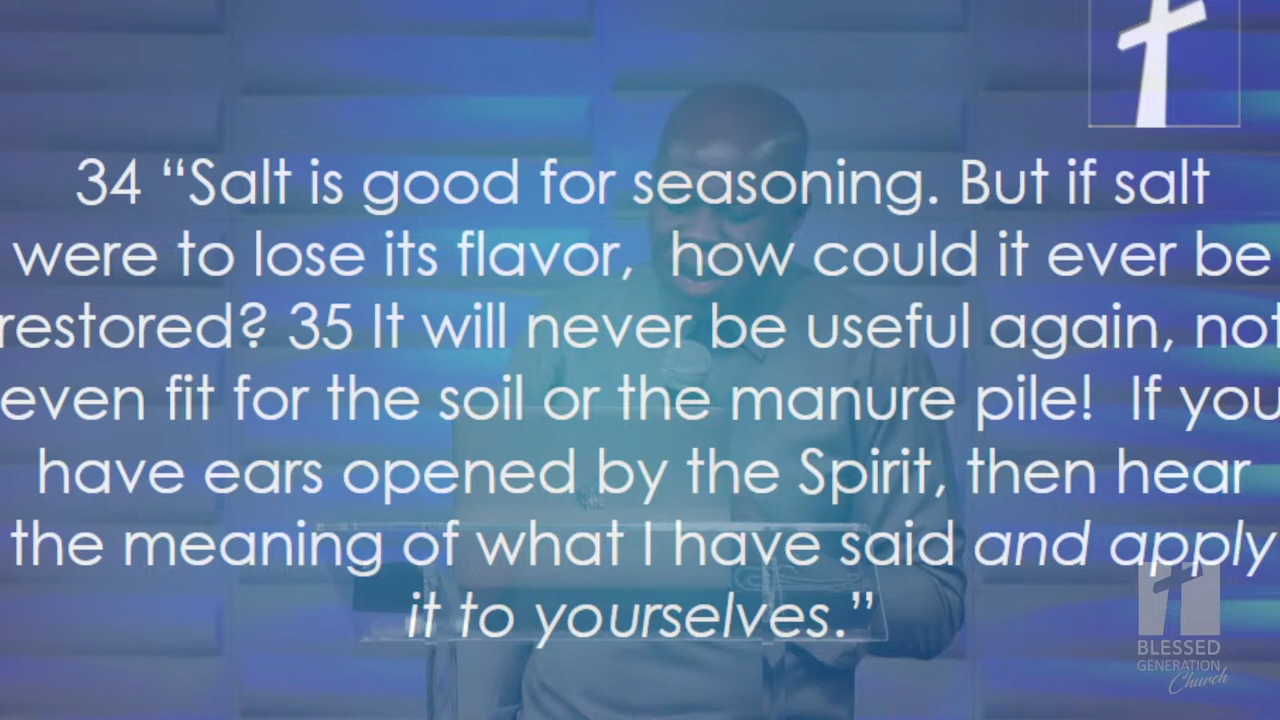 34 “Salt is good for seasoning. But if salt
were to lose its flavor,  how could it ever be
restored? 35 It will never be useful again, not
even fit for the soil or the manure pile!  If you
have ears opened by the Spirit, then hear
the meaning of what I have said and apply
it to yourselves.”
BLESSED
GENERATION
Church